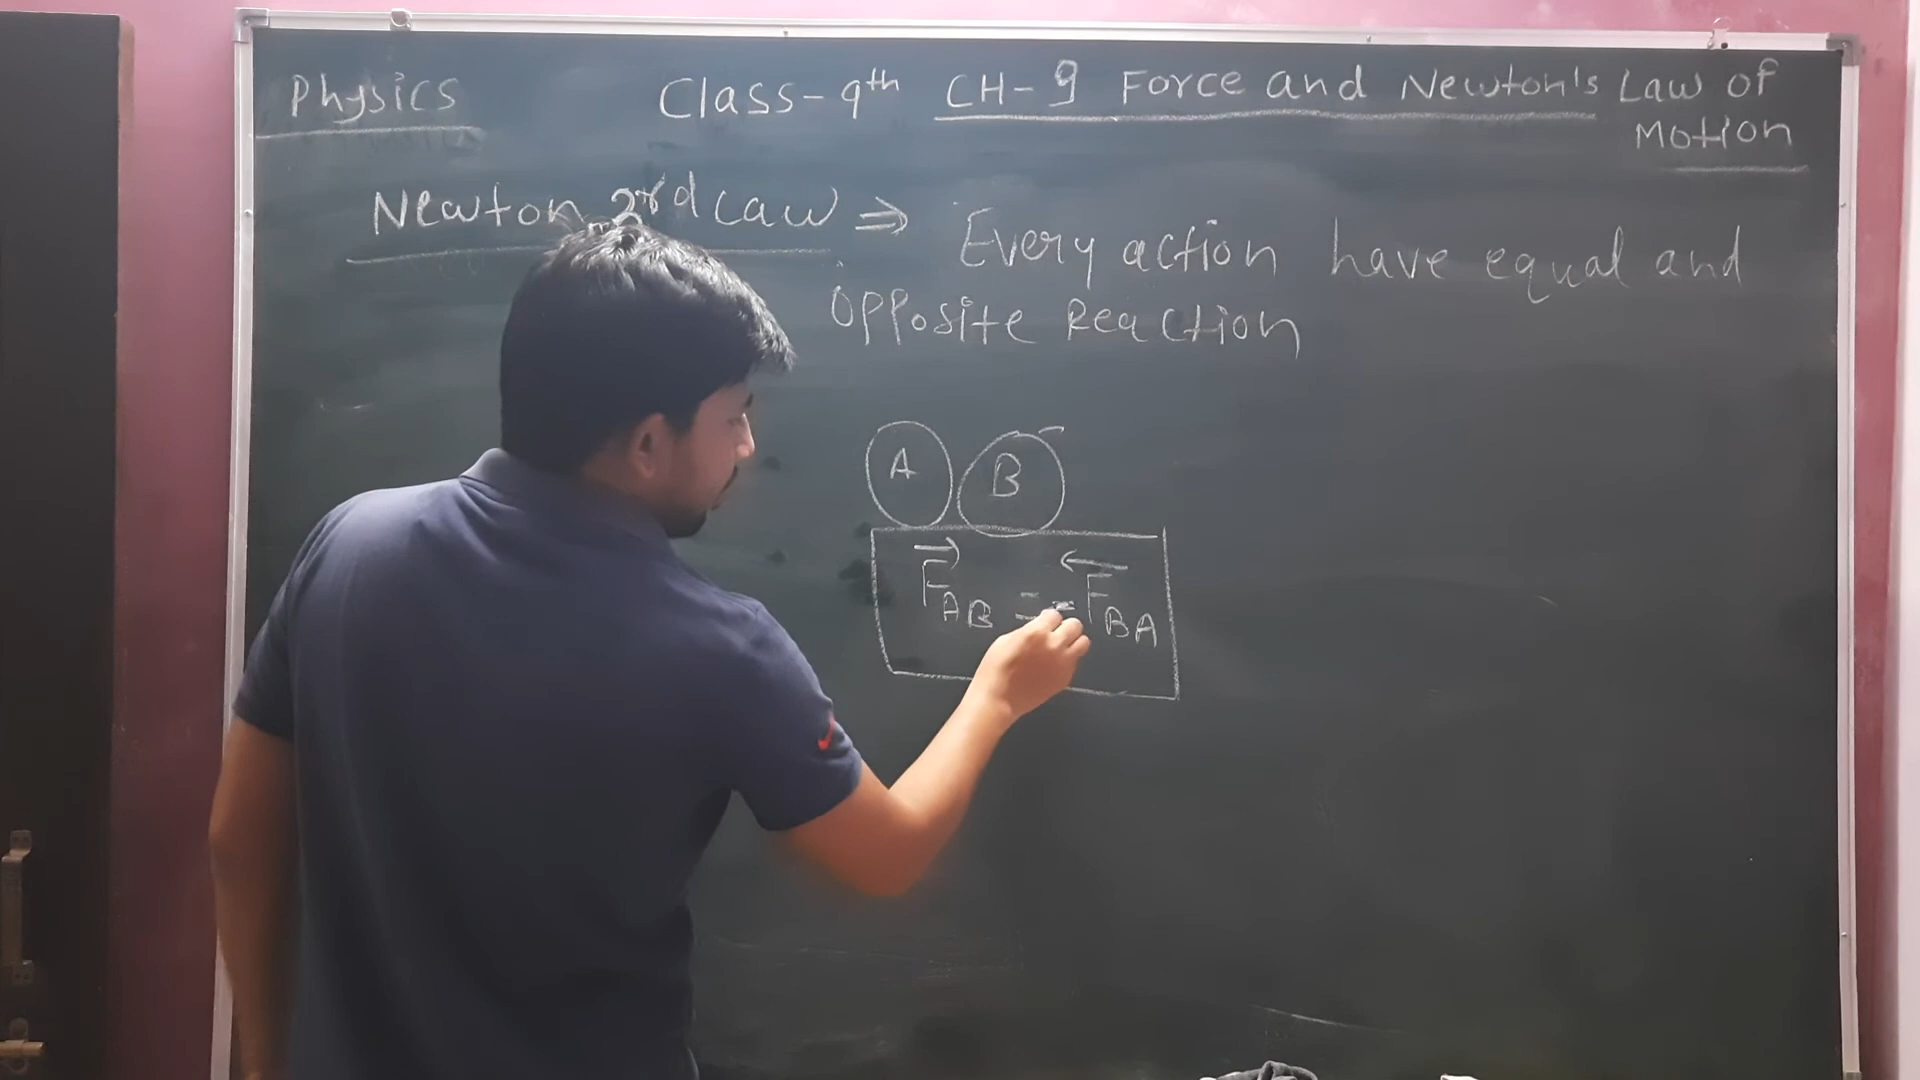 Physics Class-9th CH-9 Force and Newton's Law of
Motion
Newton 3rd Law ⇒ Every action have equal and
opposite Reaction
A B
F⃗AB = -F⃖BA